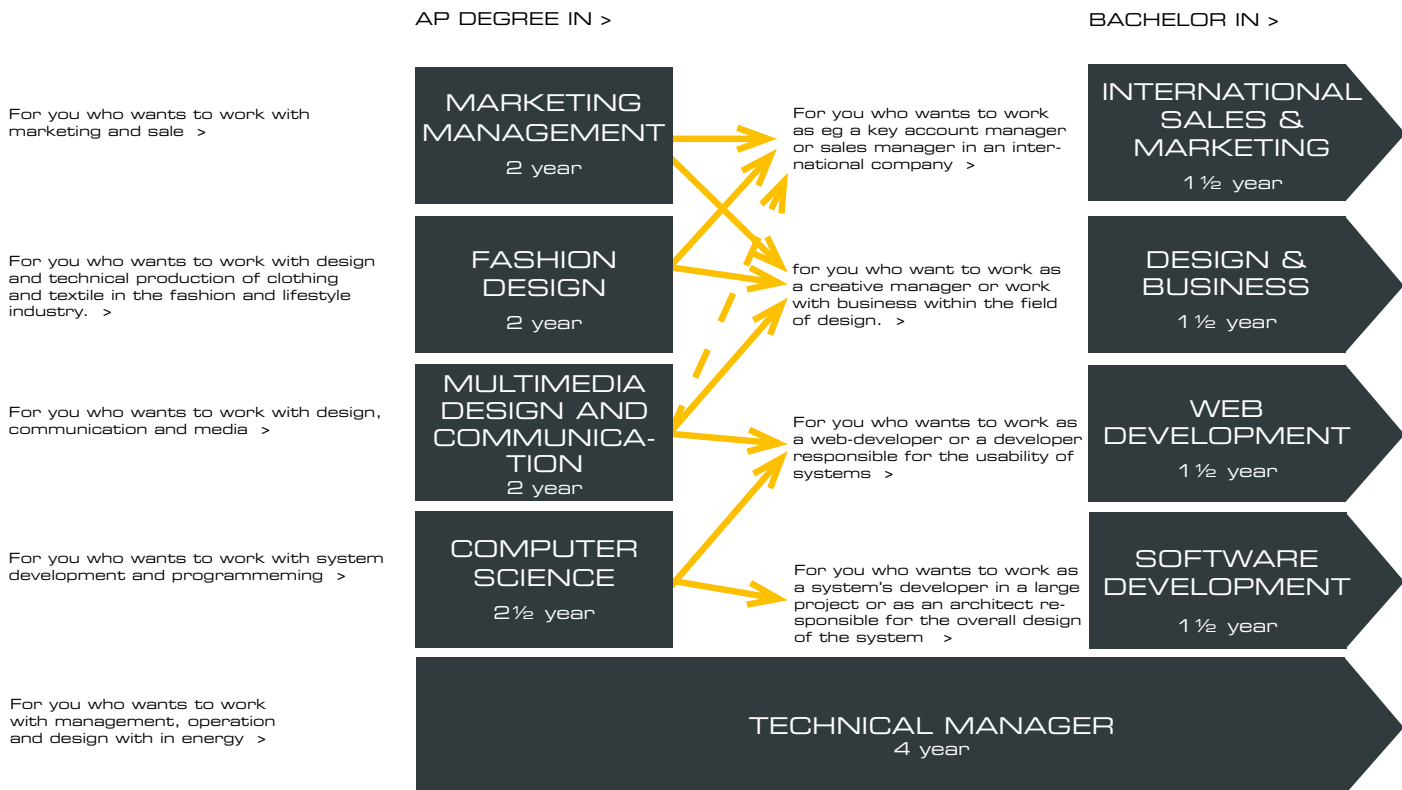 AP DEGREE IN >
BACHELOR IN >
For you who wants to work with
marketing and sale >
MARKETING
MANAGEMENT
2 year
For you who wants to work
as eg a key account manager
or sales manager in an inter-
national company >
INTERNATIONAL
SALES &
MARKETING
1½ year
For you who wants to work with design
and technical production of clothing
and textile in the fashion and lifestyle
industry. >
FASHION
DESIGN
2 year
for you who want to work as
a creative manager or work
with business within the field
of design. >
DESIGN &
BUSINESS
1½ year
For you who wants to work with design,
communication and media >
MULTIMEDIA
DESIGN AND
COMMUNICA-
TION
2 year
For you who wants to work as
a web-developer or a developer
responsible for the usability of
systems >
WEB
DEVELOPMENT
1½ year
For you who wants to work with system
development and programmeming >
COMPUTER
SCIENCE
2½ year
For you who wants to work as
a system's developer in a large
project or as an architect re-
sponsible for the overall design
of the system >
SOFTWARE
DEVELOPMENT
1½ year
For you who wants to work
with management, operation
and design with in energy >
TECHNICAL MANAGER
4 year